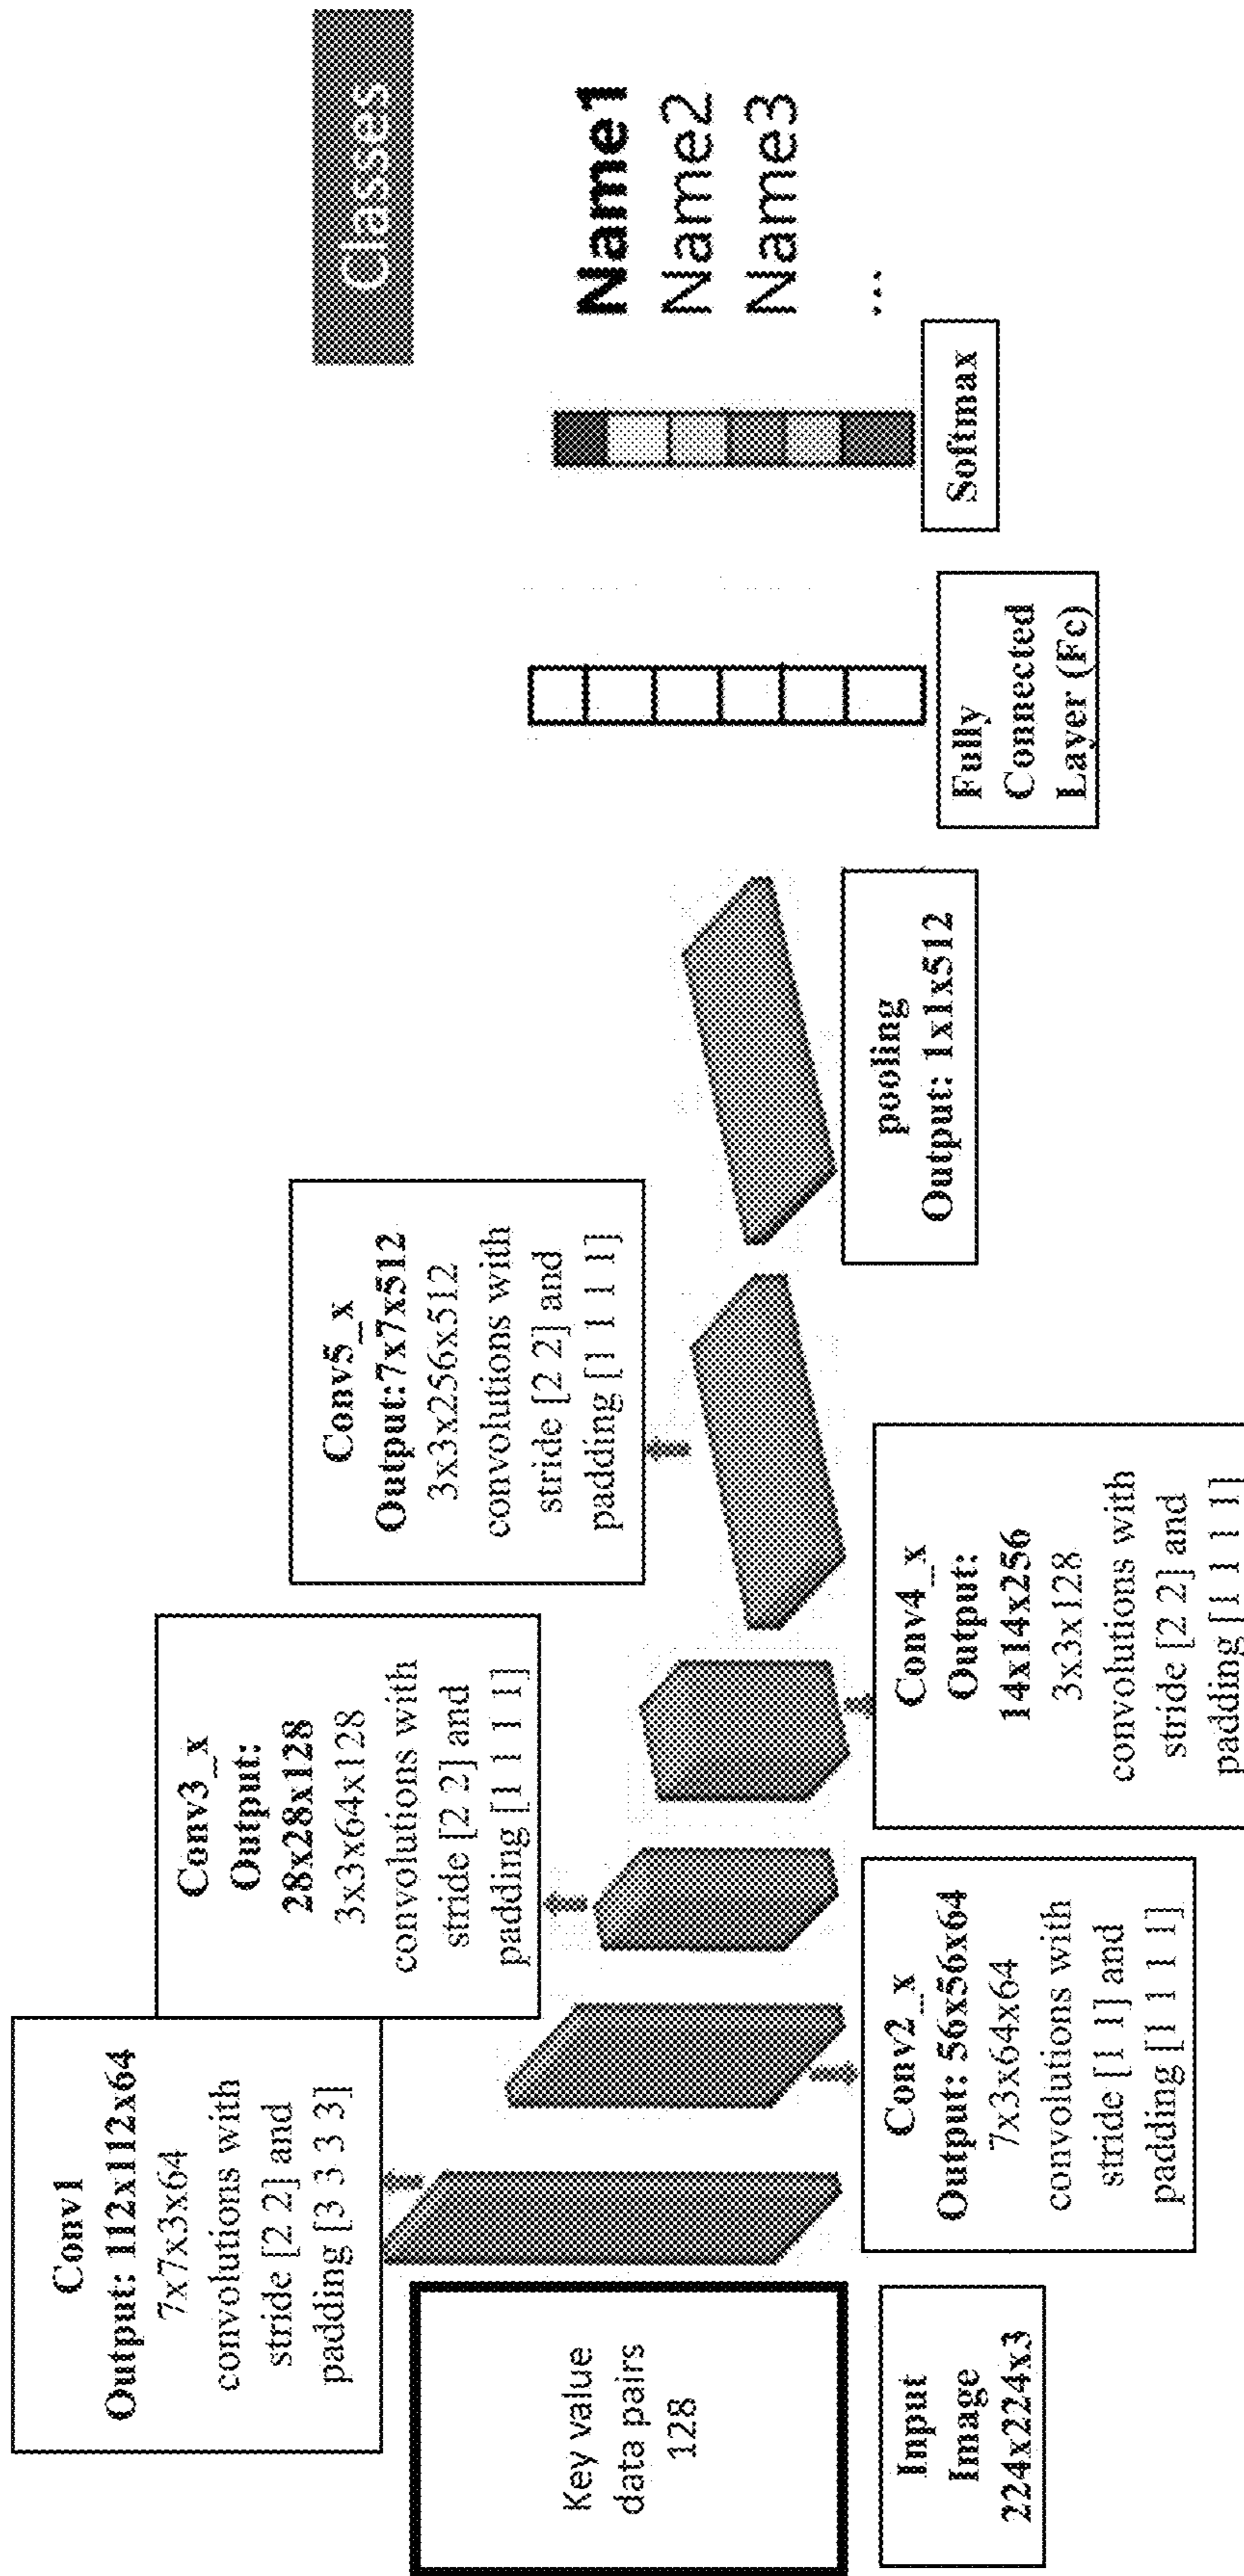 Key value
data pairs
128
Input
Image
224x224x3
Conv1
Output: 112x112x64
7x7x3x64
convolutions with
stride [2 2] and
padding [3 3 3 3]
Conv2_x
Output: 56x56x64
7x3x64x64
convolutions with
stride [1 1] and
padding [1 1 1 1]
Conv3_x
Output:
28x28x128
3x3x64x128
convolutions with
stride [2 2] and
padding [1 1 1 1]
Conv4_x
Output:
14x14x256
3x3x128
convolutions with
stride [2 2] and
padding [1 1 1 1]
Conv5_x
Output:7x7x512
3x3x256x512
convolutions with
stride [2 2] and
padding [1 1 1 1]
pooling
Output: 1x1x512
Fully
Connected
Layer (Fc)
Softmax
Classes
Name1
Name2
Name3
...